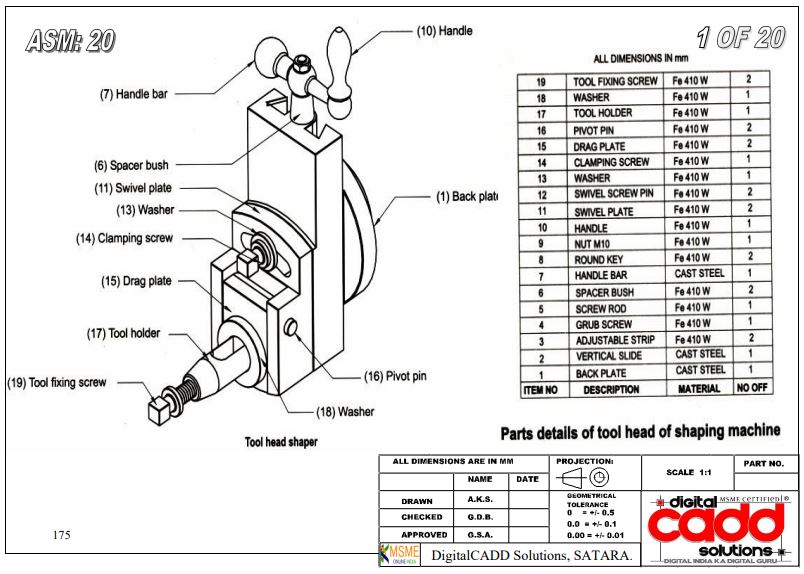 ASM: 20
1 OF 20
(10) Handle
(7) Handle bar
(6) Spacer bush
(11) Swivel plate
(13) Washer
(1) Back plate
(14) Clamping screw
(15) Drag plate
(17) Tool holder
(19) Tool fixing screw
(16) Pivot pin
(18) Washer
Tool head shaper
ALL DIMENSIONS IN mm
19 TOOL FIXING SCREW Fe 410 W 2
18 WASHER Fe 410 W 1
17 TOOL HOLDER Fe 410 W 1
16 PIVOT PIN Fe 410 W 2
15 DRAG PLATE Fe 410 W 2
14 CLAMPING SCREW Fe 410 W 1
13 WASHER Fe 410 W 1
12 SWIVEL SCREW PIN Fe 410 W 2
11 SWIVEL PLATE Fe 410 W 2
10 HANDLE Fe 410 W 1
9 NUT M10 Fe 410 W 1
8 ROUND KEY Fe 410 W 2
7 HANDLE BAR CAST STEEL 1
6 SPACER BUSH Fe 410 W 2
5 SCREW ROD Fe 410 W 1
4 GRUB SCREW Fe 410 W 1
3 ADJUSTABLE STRIP Fe 410 W 2
2 VERTICAL SLIDE CAST STEEL 1
1 BACK PLATE CAST STEEL 1
ITEM NO DESCRIPTION MATERIAL NO OFF
Parts details of tool head of shaping machine
ALL DIMENSIONS ARE IN MM
NAME DATE
DRAWN A.K.S.
CHECKED G.D.B.
APPROVED G.S.A.
PROJECTION:
GEOMETRICAL
TOLERANCE
0 = +/- 0.5
0.0 = +/- 0.1
0.00 = +/- 0.01
SCALE 1:1
PART NO.
MSME
ONLINE INDIA
DigitalCADD Solutions, SATARA.
digital MSME CERTIFIED ®
cadd
solutions
DIGITAL INDIA KA DIGITAL GURU
175